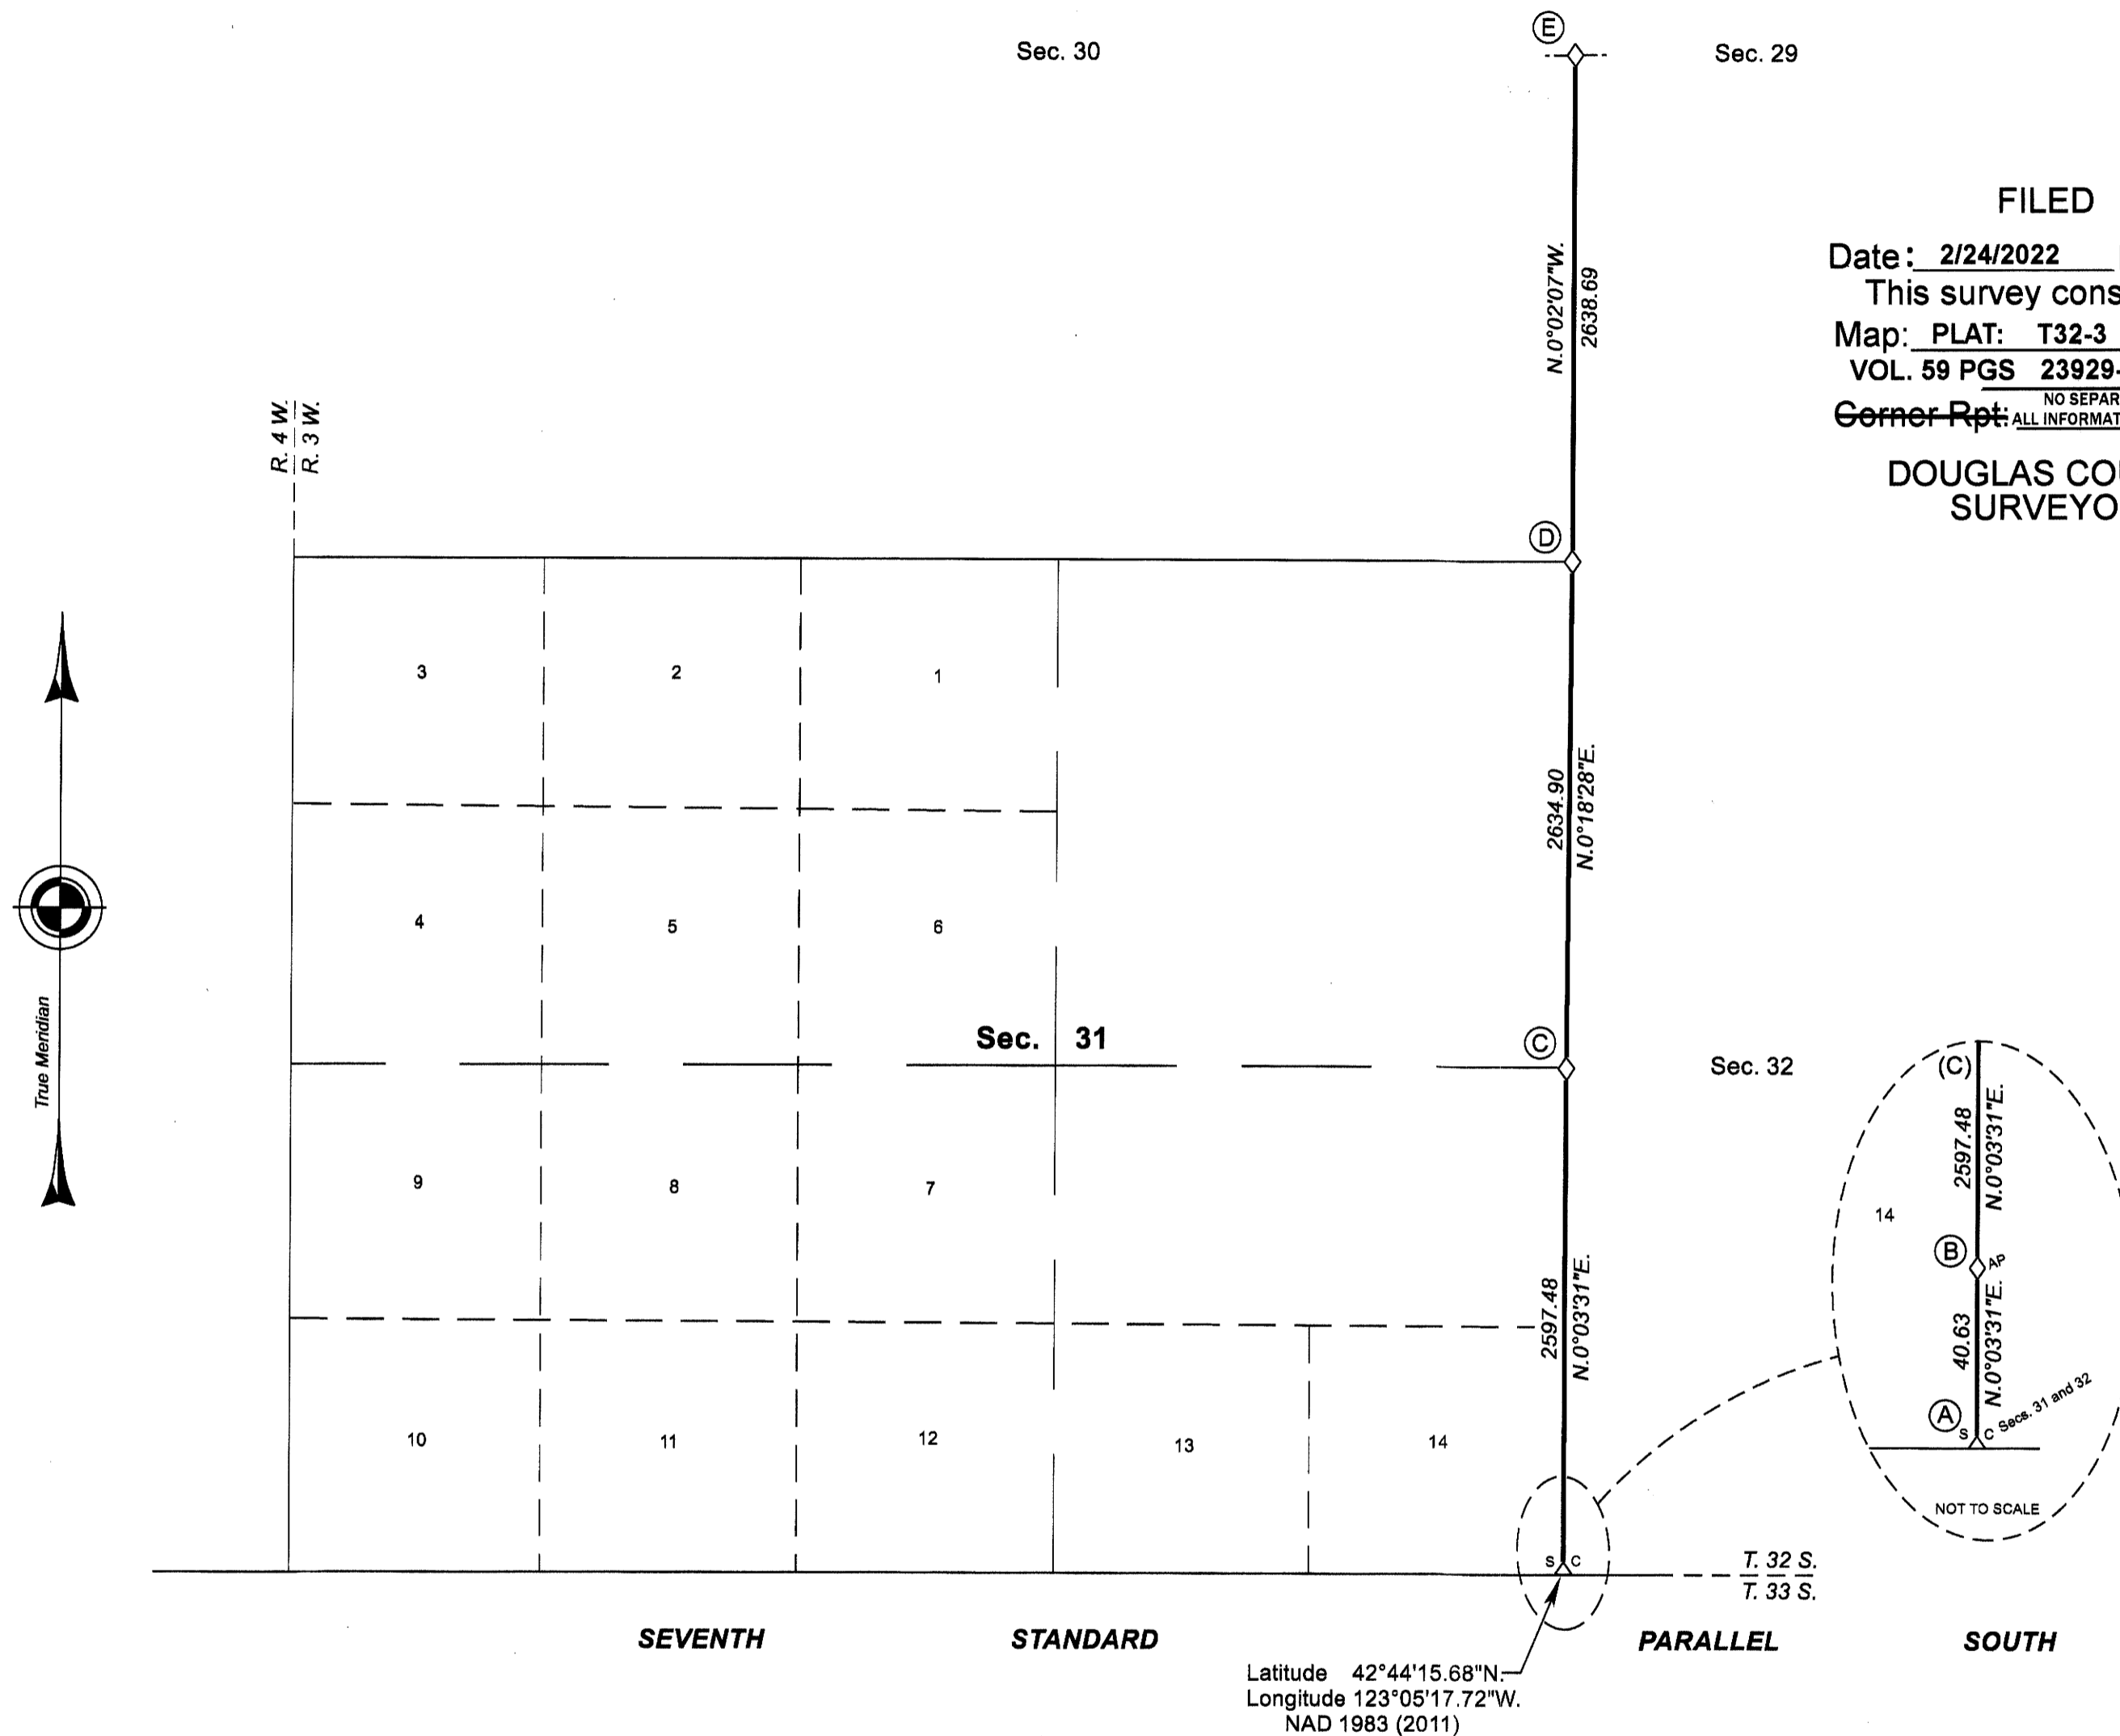 Sec. 30
E
Sec. 29
FILED
Date: 2/24/2022
This survey cons
Map: PLAT: T32-3
VOL. 59 PGS 23929-
NO SEPAR
Corner Rpt: ALL INFORMAT
DOUGLAS COU
SURVEYO
N.0°02'07"W.
2638.69
R. 4 W.
R. 3 W.
D
3
2
1
2634.90
N.0°18'28"E.
4
5
6
True Meridian
Sec. 31
C
Sec. 32
9
8
7
2597.48
N.0°03'31"E.
10
11
12
13
14
S C
(C)
2597.48
N.0°03'31"E.
14
B
AP
40.63
N.0°03'31"E.
A
S C Secs. 31 and 32
NOT TO SCALE
T. 32 S.
T. 33 S.
SEVENTH STANDARD PARALLEL SOUTH
Latitude 42°44'15.68"N.
Longitude 123°05'17.72"W.
NAD 1983 (2011)